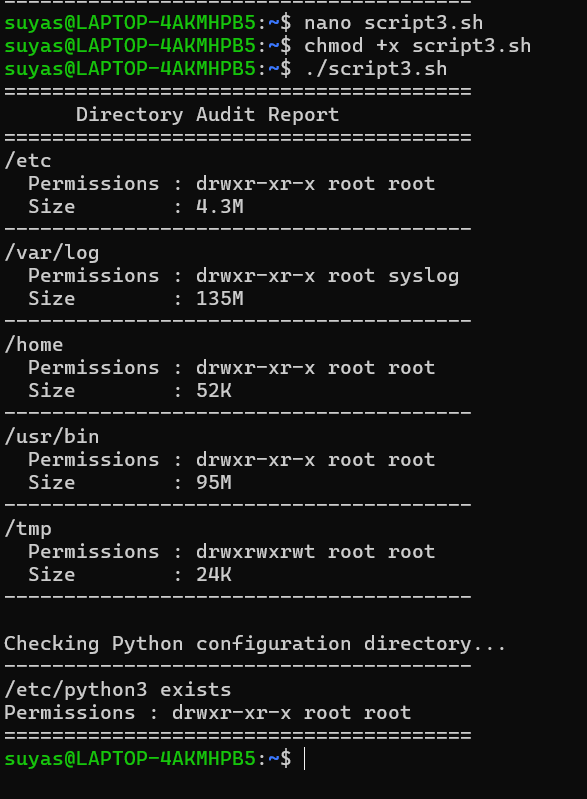 =======================================
suyas@LAPTOP-4AKMHPB5:~$ nano script3.sh
suyas@LAPTOP-4AKMHPB5:~$ chmod +x script3.sh
suyas@LAPTOP-4AKMHPB5:~$ ./script3.sh
=======================================
      Directory Audit Report
=======================================
/etc
  Permissions : drwxr-xr-x root root
  Size        : 4.3M
---------------------------------------
/var/log
  Permissions : drwxr-xr-x root syslog
  Size        : 135M
---------------------------------------
/home
  Permissions : drwxr-xr-x root root
  Size        : 52K
---------------------------------------
/usr/bin
  Permissions : drwxr-xr-x root root
  Size        : 95M
---------------------------------------
/tmp
  Permissions : drwxrwxrwt root root
  Size        : 24K
---------------------------------------

Checking Python configuration directory...
---------------------------------------
/etc/python3 exists
Permissions : drwxr-xr-x root root
=======================================
suyas@LAPTOP-4AKMHPB5:~$